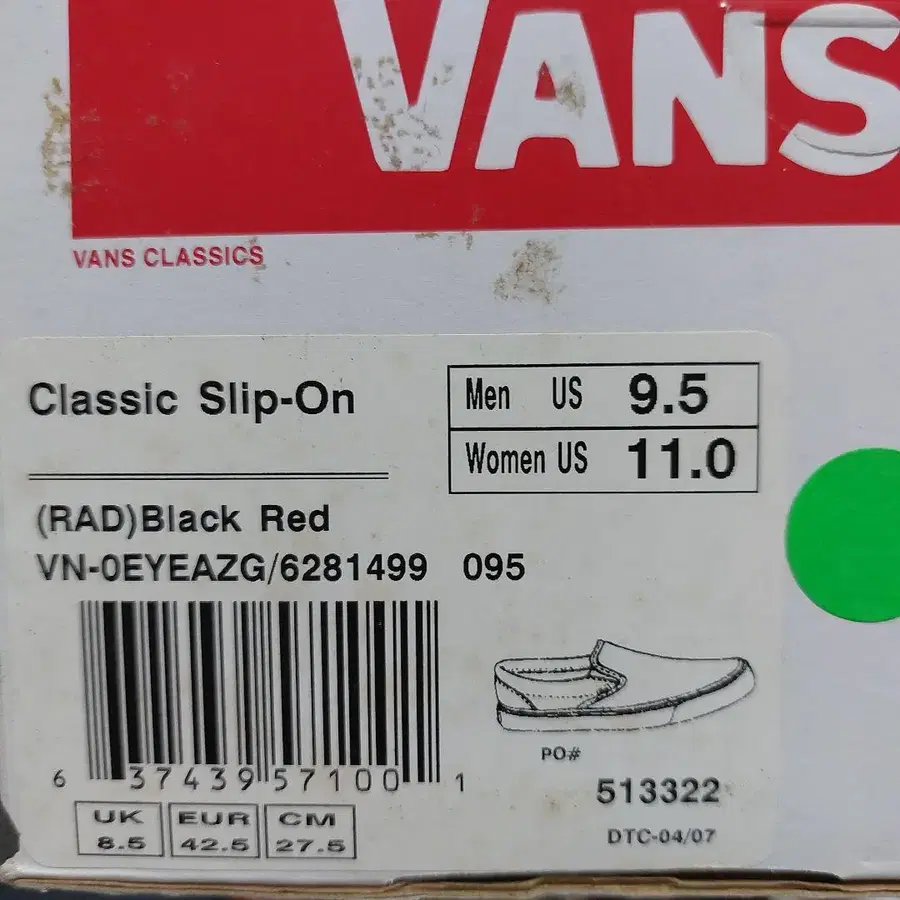 VANS
VANS CLASSICS
Classic Slip-On
Men US 9.5
Women US 11.0
(RAD)Black Red
VN-0EYEAZG/6281499 095
6 37439 57100 1
PO#
513322
DTC-04/07
UK EUR CM
8.5 42.5 27.5